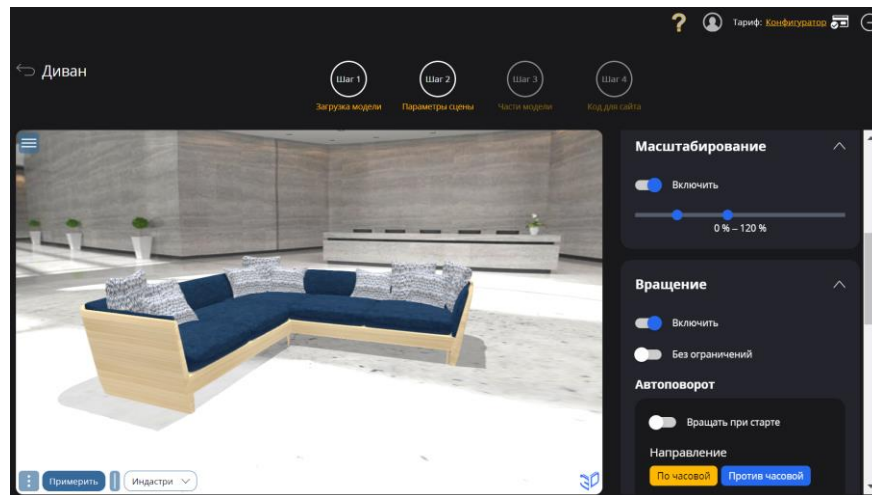 ? Тариф: Конфигуратор
Диван
Шаг 1 Шаг 2 Шаг 3 Шаг 4
Загрузка модели Параметры сцены Части модели Код для сайта
Масштабирование
Включить
0 % – 120 %
Вращение
Включить
Без ограничений
Автоповорот
Вращать при старте
Направление
По часовой Против часовой
Примерить Индастри
3D